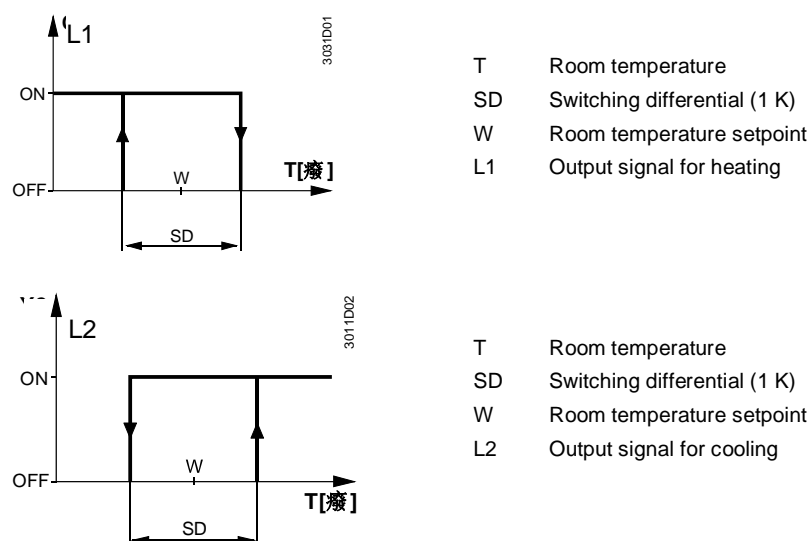 L1
3031D01
ON
OFF
W
T[癈]
SD
T Room temperature
SD Switching differential (1 K)
W Room temperature setpoint
L1 Output signal for heating
L2
3011D02
ON
OFF
W
T[癈]
SD
T Room temperature
SD Switching differential (1 K)
W Room temperature setpoint
L2 Output signal for cooling